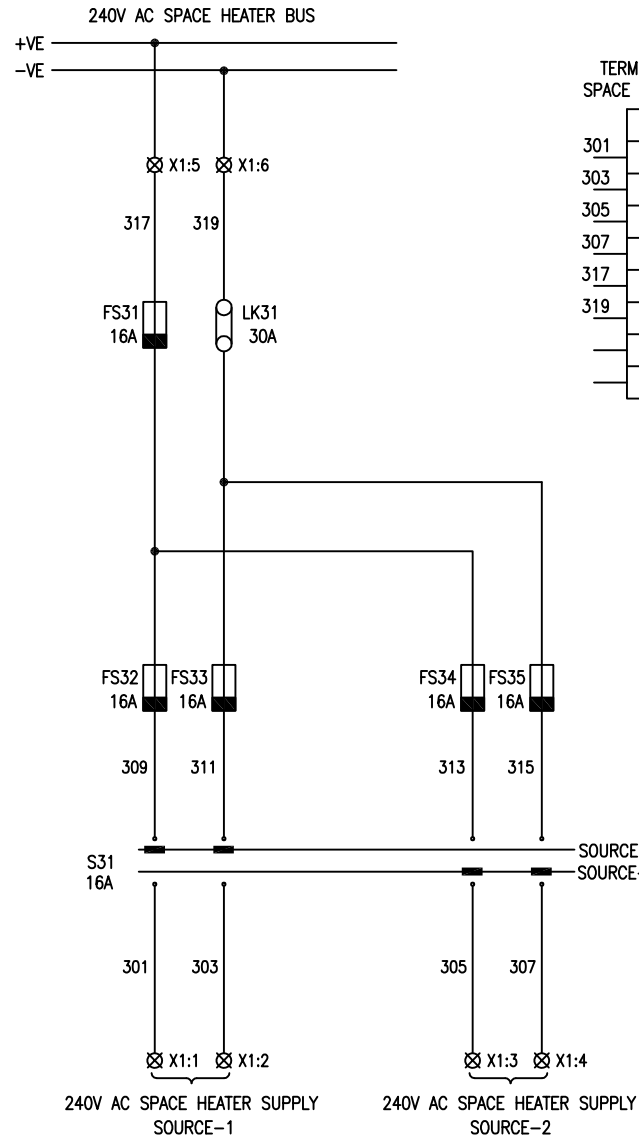 240V AC SPACE HEATER BUS
+VE
-VE
TERM
SPACE
X1:5 X1:6
301
303
305
307
317
319
317 319
FS31 LK31
16A 30A
FS32 FS33 FS34 FS35
16A 16A 16A 16A
309 311 313 315
SOURCE
S31 SOURCE-
16A
301 303 305 307
X1:1 X1:2 X1:3 X1:4
240V AC SPACE HEATER SUPPLY 240V AC SPACE HEATER SUPPLY
SOURCE-1 SOURCE-2